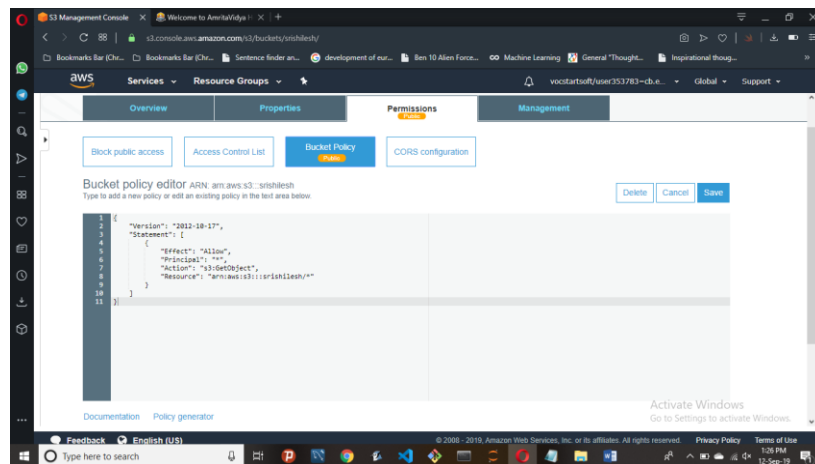 S3 Management Console
Welcome to AmritaVidya H
s3.console.aws.amazon.com/s3/buckets/srishilesh/
Bookmarks Bar (Chr...
Bookmarks Bar (Chr...
Sentence finder an...
development of eur...
Ben 10 Alien Force...
Machine Learning
General "Thought...
Inspirational thoug...
aws
Services
Resource Groups
vocstartsoft/user353783=cb.e...
Global
Support
Overview
Properties
Permissions
Public
Management
Block public access
Access Control List
Bucket Policy
Public
CORS configuration
Bucket policy editor ARN: arn:aws:s3:::srishilesh
Type to add a new policy or edit an existing policy in the text area below.
Delete
Cancel
Save
1 {
2 "Version": "2012-10-17",
3 "Statement": [
4 {
5 "Effect": "Allow",
6 "Principal": "*",
7 "Action": "s3:GetObject",
8 "Resource": "arn:aws:s3:::srishilesh/*"
9 }
10 ]
11 }
Documentation
Policy generator
Activate Windows
Go to Settings to activate Windows.
Feedback
English (US)
© 2008 - 2019, Amazon Web Services, Inc. or its affiliates. All rights reserved.
Privacy Policy
Terms of Use
Type here to search
1:26 PM
12-Sep-19